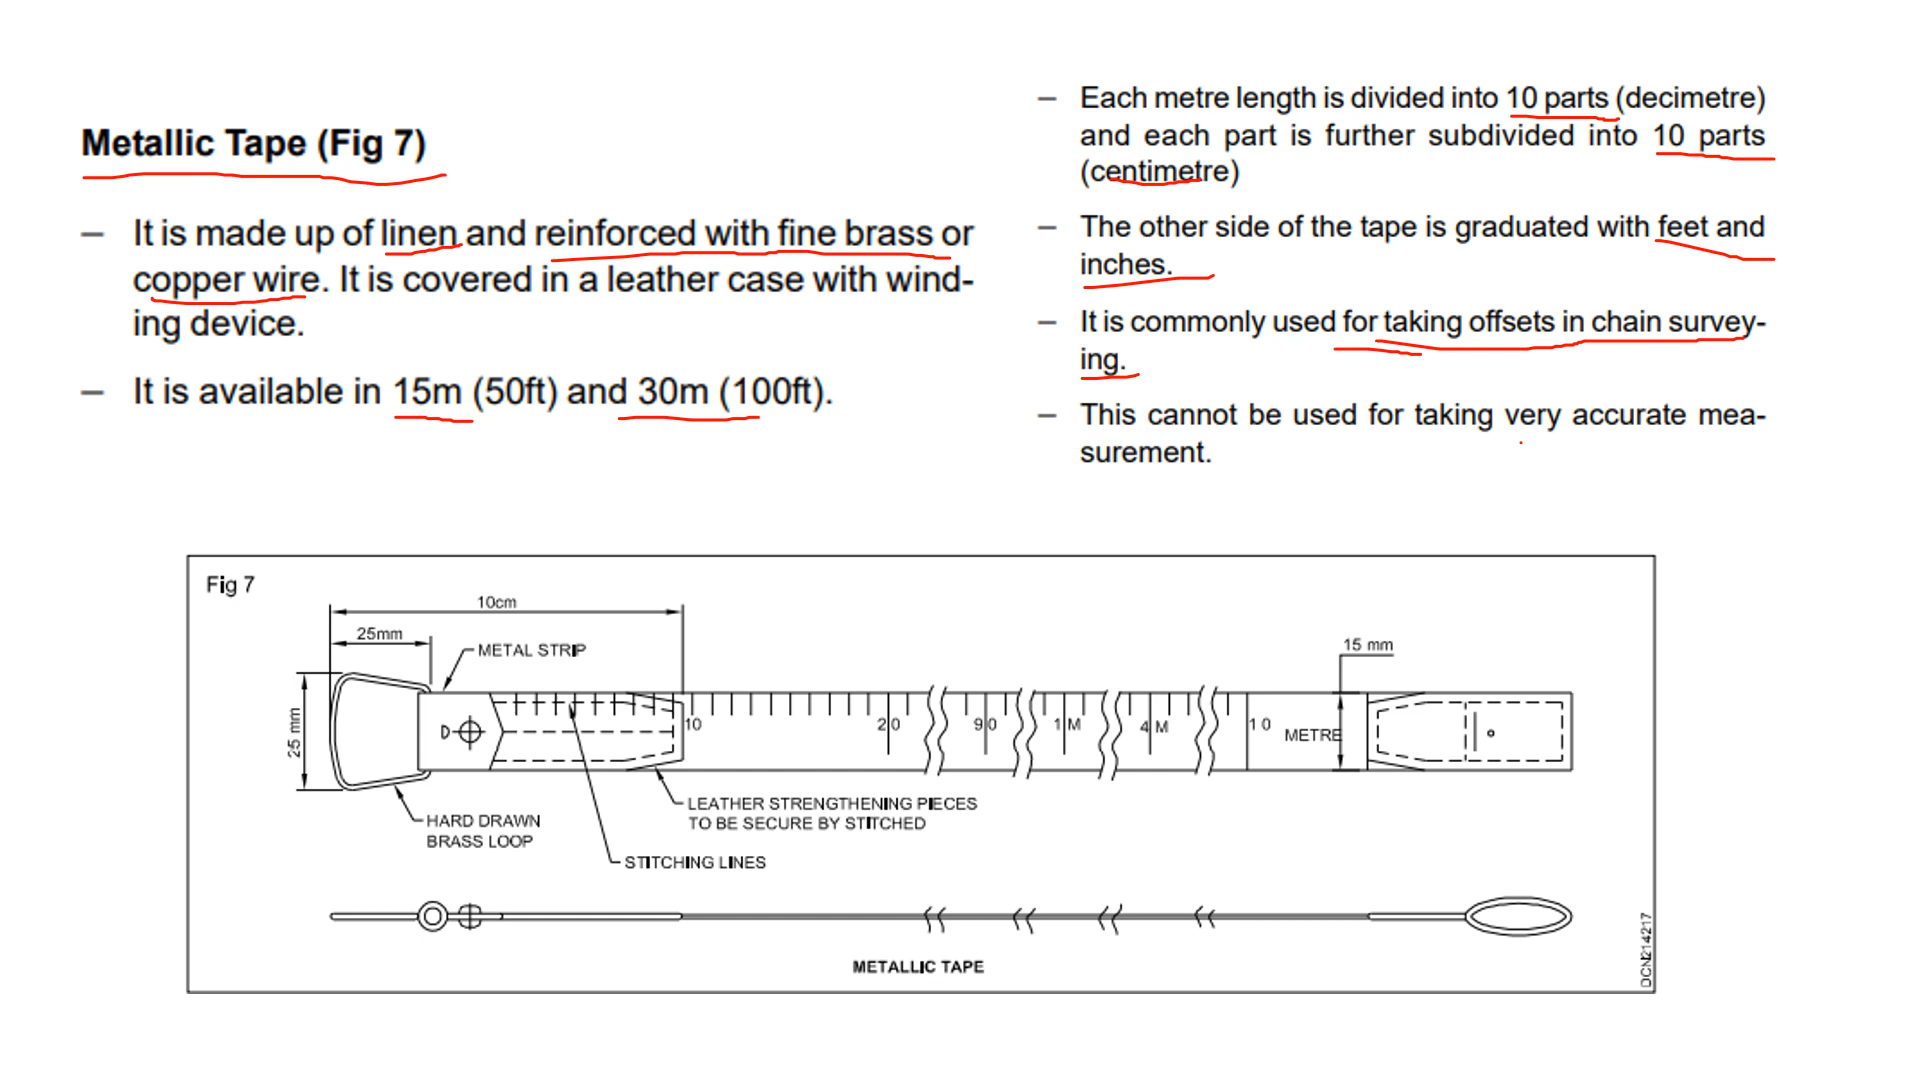 Metallic Tape (Fig 7)
– It is made up of linen and reinforced with fine brass or
copper wire. It is covered in a leather case with wind-
ing device.
– It is available in 15m (50ft) and 30m (100ft).
– Each metre length is divided into 10 parts (decimetre)
and each part is further subdivided into 10 parts
(centimetre)
– The other side of the tape is graduated with feet and
inches.
– It is commonly used for taking offsets in chain survey-
ing.
– This cannot be used for taking very accurate mea-
surement.
Fig 7
10cm
25mm
METAL STRIP
15 mm
25 mm
D
10
20
90
1M
4M
10
METRE
LEATHER STRENGTHENING PIECES
TO BE SECURE BY STITCHED
HARD DRAWN
BRASS LOOP
STITCHING LINES
METALLIC TAPE
DCN214217